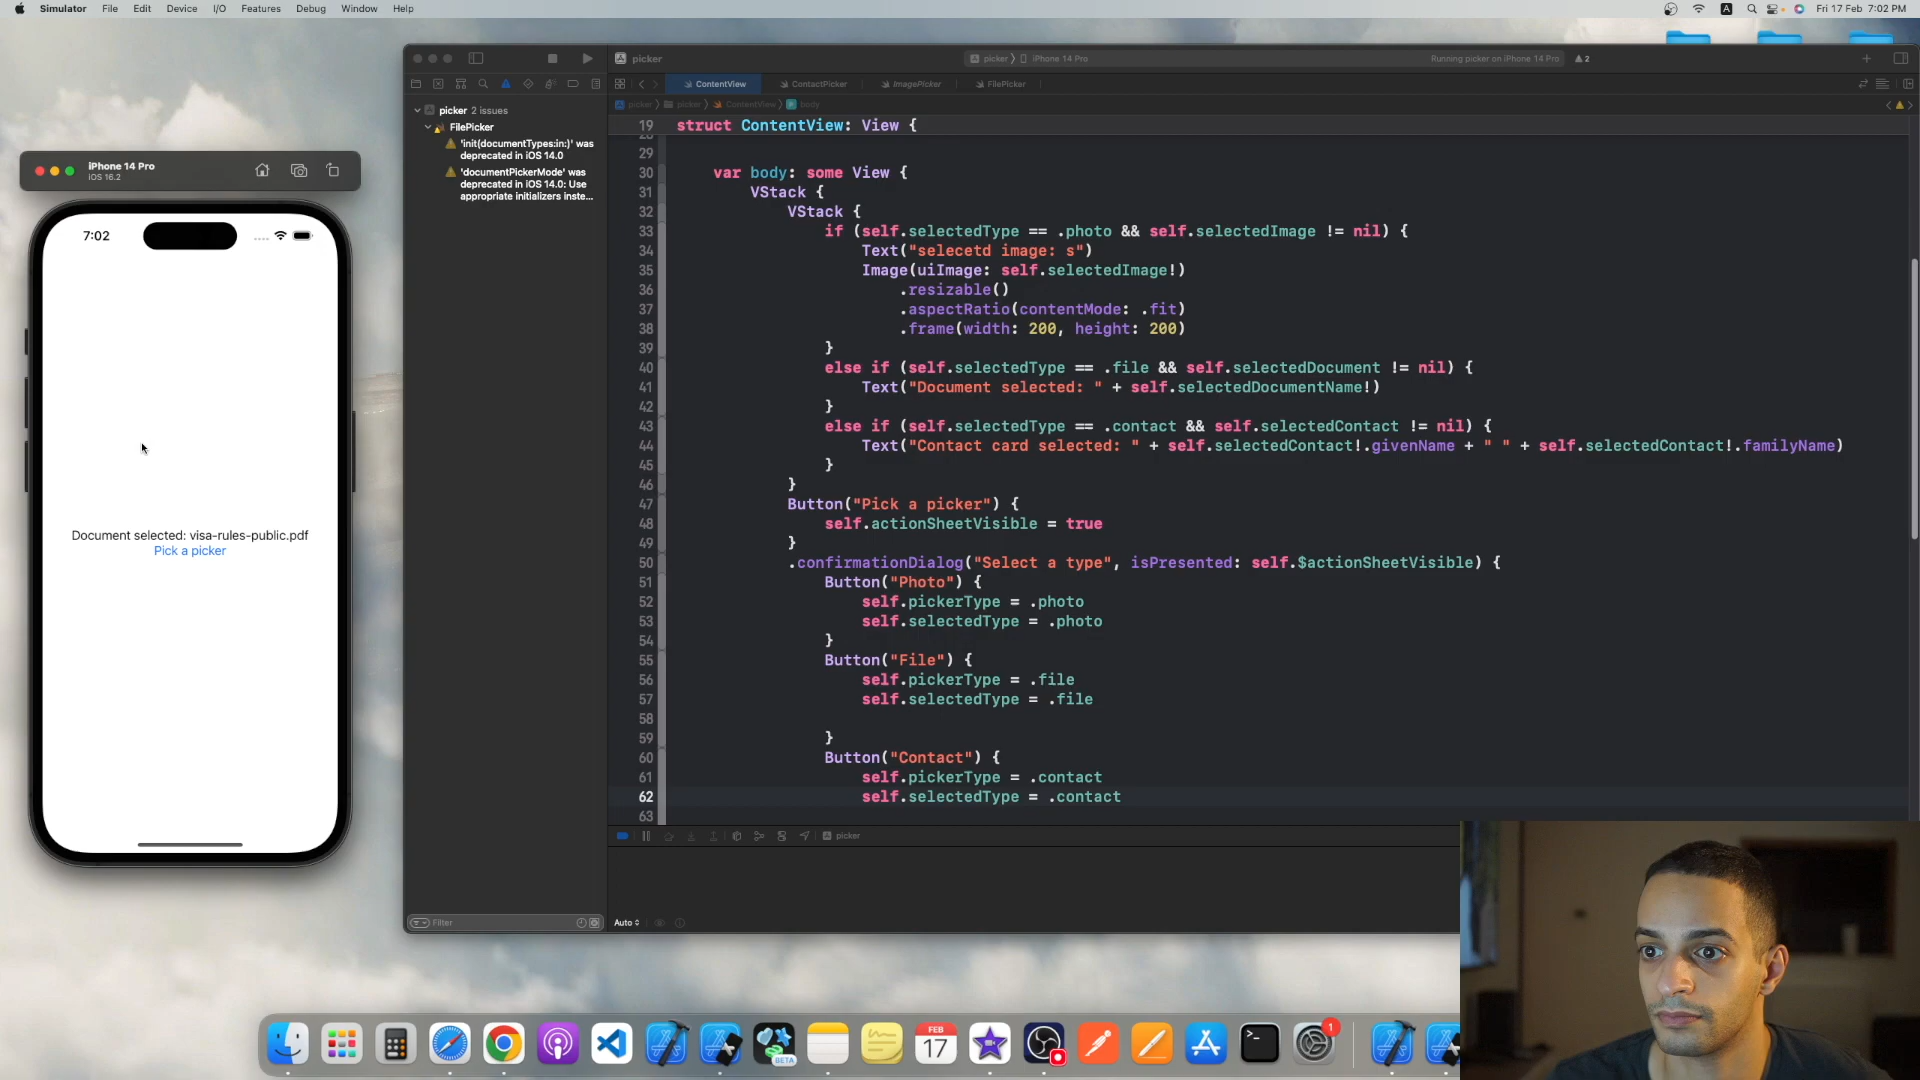 Simulator File Edit View Device I/O Features Debug Window Help
A Fri 17 Feb 7:02 PM
picker
picker iPhone 14 Pro
Running picker on iPhone 14 Pro
2
ContentView ContactPicker ImagePicker FilePicker
picker picker ContentView body
picker 2 issues
FilePicker
'init(documentTypes:in:)' was
deprecated in iOS 14.0
'documentPickerMode' was
deprecated in iOS 14.0: Use
appropriate initializers inste...
iPhone 14 Pro
iOS 16.2
7:02
Document selected: visa-rules-public.pdf
Pick a picker
19 struct ContentView: View {
29
30 var body: some View {
31 VStack {
32 VStack {
33 if (self.selectedType == .photo && self.selectedImage != nil) {
34 Text("selecetd image: s")
35 Image(uiImage: self.selectedImage!)
36 .resizable()
37 .aspectRatio(contentMode: .fit)
38 .frame(width: 200, height: 200)
39 }
40 else if (self.selectedType == .file && self.selectedDocument != nil) {
41 Text("Document selected: " + self.selectedDocumentName!)
42 }
43 else if (self.selectedType == .contact && self.selectedContact != nil) {
44 Text("Contact card selected: " + self.selectedContact!.givenName + " " + self.selectedContact!.familyName)
45 }
46 }
47 Button("Pick a picker") {
48 self.actionSheetVisible = true
49 }
50 .confirmationDialog("Select a type", isPresented: self.$actionSheetVisible) {
51 Button("Photo") {
52 self.pickerType = .photo
53 self.selectedType = .photo
54 }
55 Button("File") {
56 self.pickerType = .file
57 self.selectedType = .file
58
59 }
60 Button("Contact") {
61 self.pickerType = .contact
62 self.selectedType = .contact
63
picker
Filter
Auto
BETA
FEB
17
1